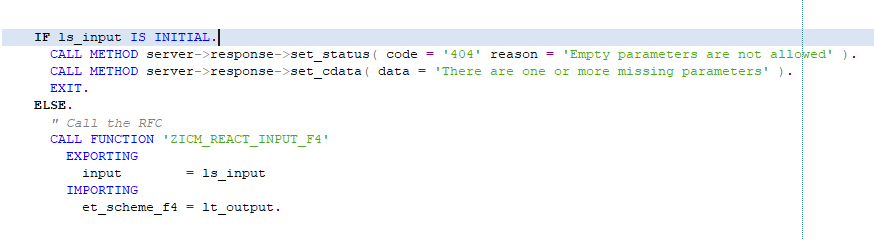 IF ls_input IS INITIAL.
CALL METHOD server->response->set_status( code = '404' reason = 'Empty parameters are not allowed' ).
CALL METHOD server->response->set_cdata( data = 'There are one or more missing parameters' ).
EXIT.
ELSE.
" Call the RFC
CALL FUNCTION 'ZICM_REACT_INPUT_F4'
EXPORTING
input = ls_input
IMPORTING
et_scheme_f4 = lt_output.